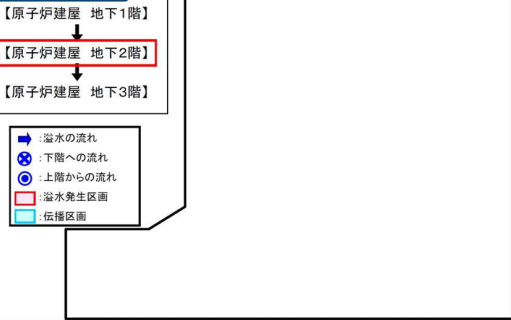 【原子炉建屋 地下1階】
【原子炉建屋 地下2階】
【原子炉建屋 地下3階】
:溢水の流れ
:下階への流れ
:上階からの流れ
:溢水発生区画
:伝播区画